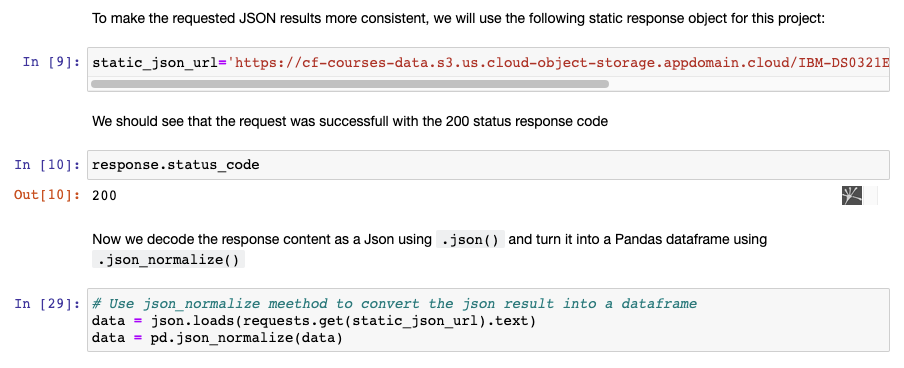 To make the requested JSON results more consistent, we will use the following static response object for this project:
In [9]: static_json_url='https://cf-courses-data.s3.us.cloud-object-storage.appdomain.cloud/IBM-DS0321E
We should see that the request was successfull with the 200 status response code
In [10]: response.status_code
Out[10]: 200
Now we decode the response content as a Json using .json() and turn it into a Pandas dataframe using
.json_normalize()
In [29]: # Use json_normalize meethod to convert the json result into a dataframe
data = json.loads(requests.get(static_json_url).text)
data = pd.json_normalize(data)